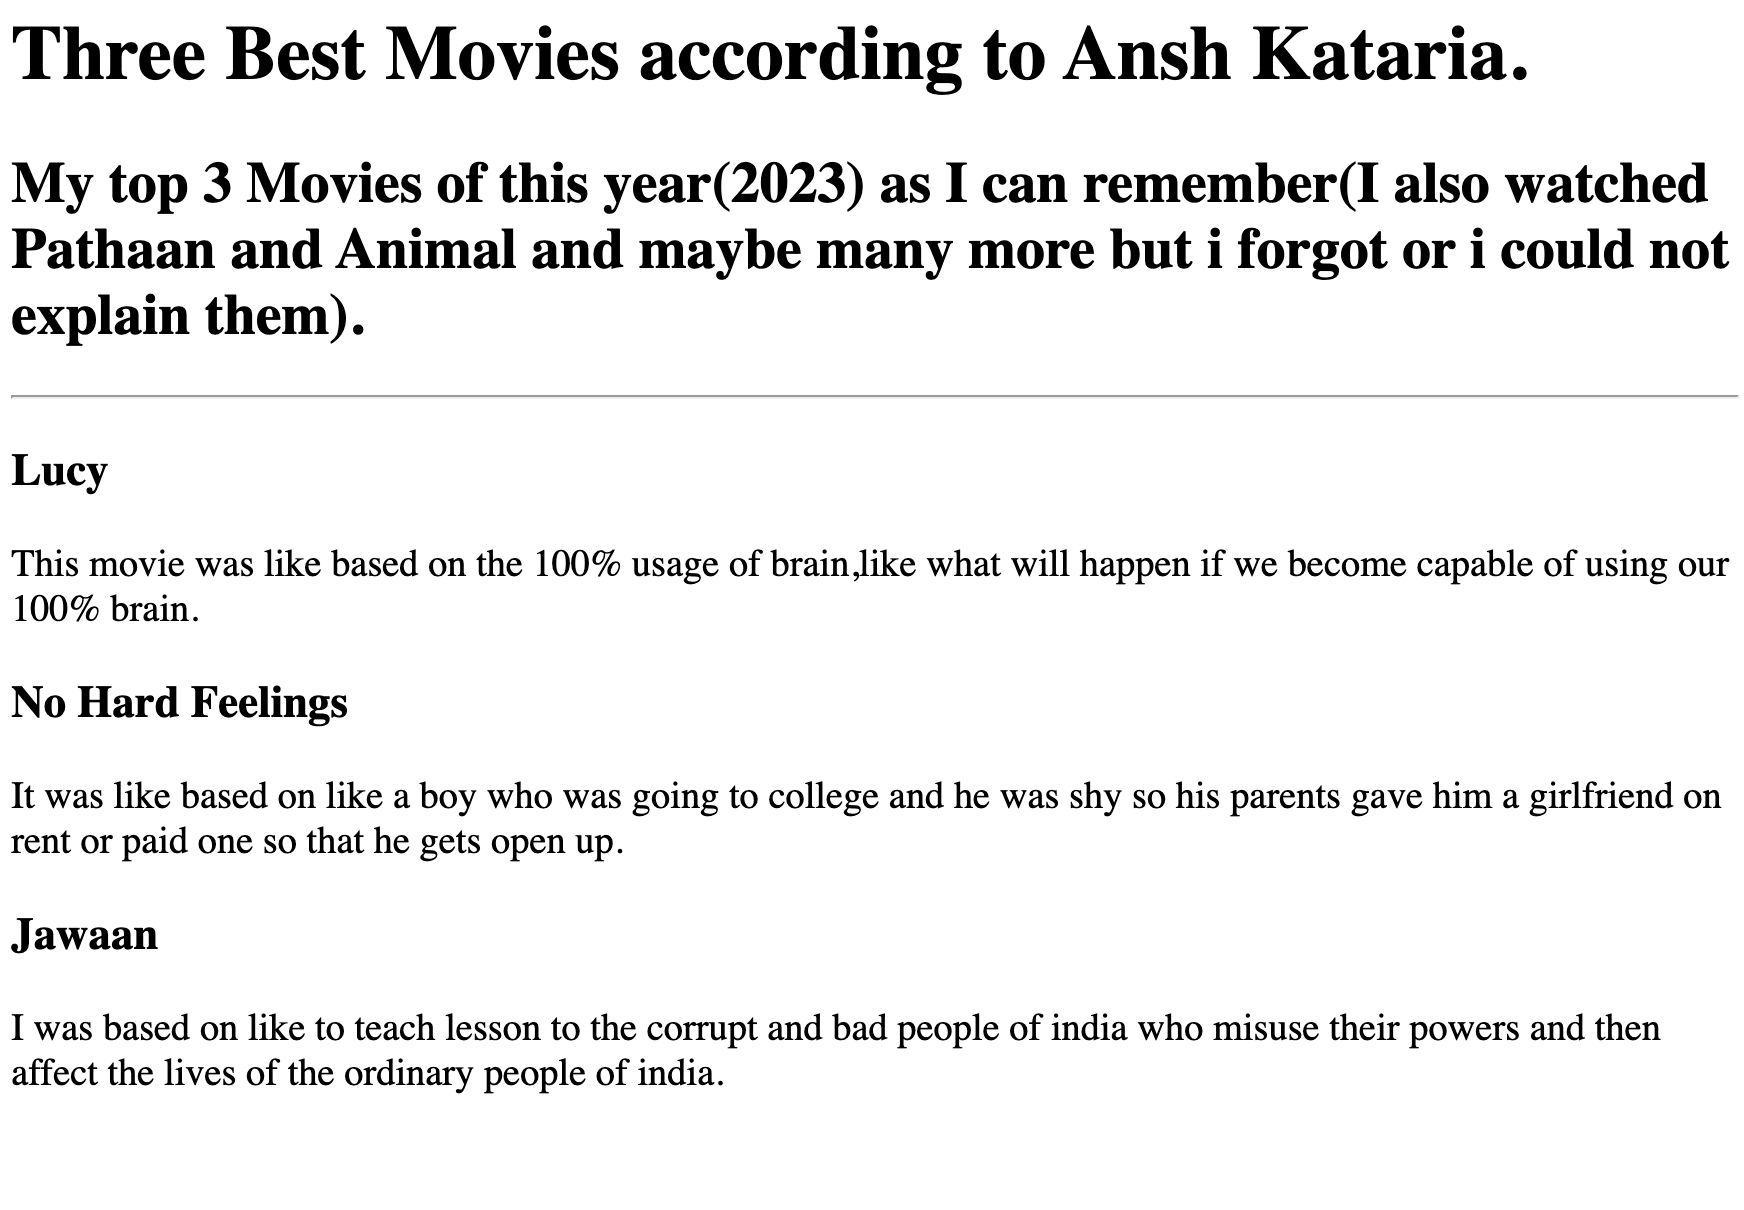 Three Best Movies according to Ansh Kataria.
My top 3 Movies of this year(2023) as I can remember(I also watched
Pathaan and Animal and maybe many more but i forgot or i could not
explain them).
Lucy
This movie was like based on the 100% usage of brain,like what will happen if we become capable of using our
100% brain.
No Hard Feelings
It was like based on like a boy who was going to college and he was shy so his parents gave him a girlfriend on
rent or paid one so that he gets open up.
Jawaan
I was based on like to teach lesson to the corrupt and bad people of india who misuse their powers and then
affect the lives of the ordinary people of india.